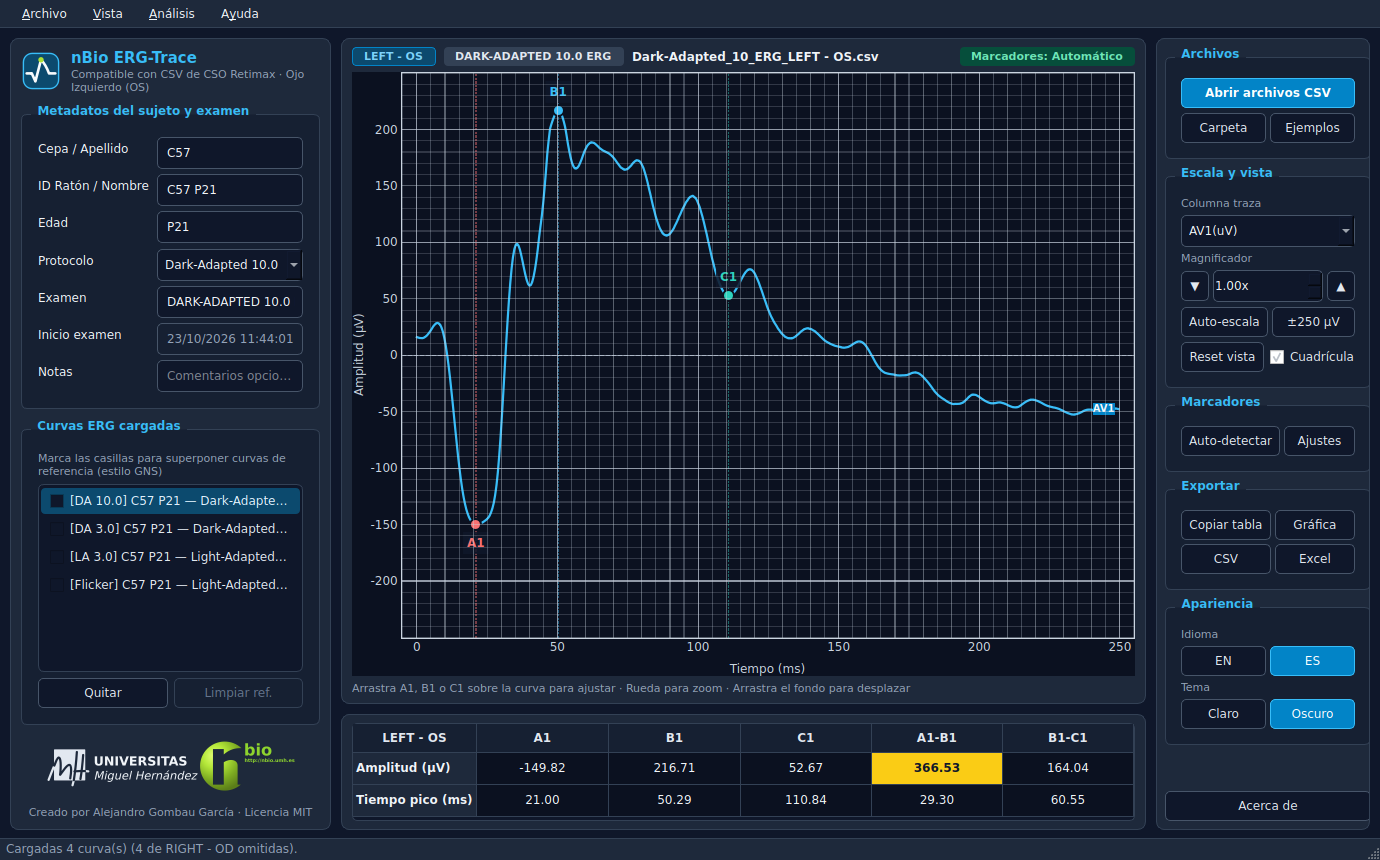 Archivo Vista Análisis Ayuda
nBio ERG-Trace
Compatible con CSV de CSO Retimax · Ojo
Izquierdo (OS)
Metadatos del sujeto y examen
Cepa / Apellido C57
ID Ratón / Nombre C57 P21
Edad P21
Protocolo Dark-Adapted 10.0
Examen DARK-ADAPTED 10.0
Inicio examen 23/10/2026 11:44:01
Notas Comentarios opcio...
Curvas ERG cargadas
Marca las casillas para superponer curvas de
referencia (estilo GNS)
[DA 10.0] C57 P21 — Dark-Adapte...
[DA 3.0] C57 P21 — Dark-Adapted...
[LA 3.0] C57 P21 — Light-Adapted...
[Flicker] C57 P21 — Light-Adapted...
Quitar Limpiar ref.
UNIVERSITAS
Miguel Hernández
bio
http://nbio.umh.es
Creado por Alejandro Gombau García · Licencia MIT
LEFT - OS DARK-ADAPTED 10.0 ERG Dark-Adapted_10_ERG_LEFT - OS.csv Marcadores: Automático
Amplitud (µV)
200
150
100
50
0
-50
-100
-150
-200
B1
C1
A1
AV1
0 50 100 150 200 250
Tiempo (ms)
Arrastra A1, B1 o C1 sobre la curva para ajustar · Rueda para zoom · Arrastra el fondo para desplazar
LEFT - OS A1 B1 C1 A1-B1 B1-C1
Amplitud (µV) -149.82 216.71 52.67 366.53 164.04
Tiempo pico (ms) 21.00 50.29 110.84 29.30 60.55
Archivos
Abrir archivos CSV
Carpeta Ejemplos
Escala y vista
Columna traza
AV1(uV)
Magnificador
▼ 1.00x ▲
Auto-escala ±250 µV
Reset vista Cuadrícula
Marcadores
Auto-detectar Ajustes
Exportar
Copiar tabla Gráfica
CSV Excel
Apariencia
Idioma
EN ES
Tema
Claro Oscuro
Acerca de
Cargadas 4 curva(s) (4 de RIGHT - OD omitidas).